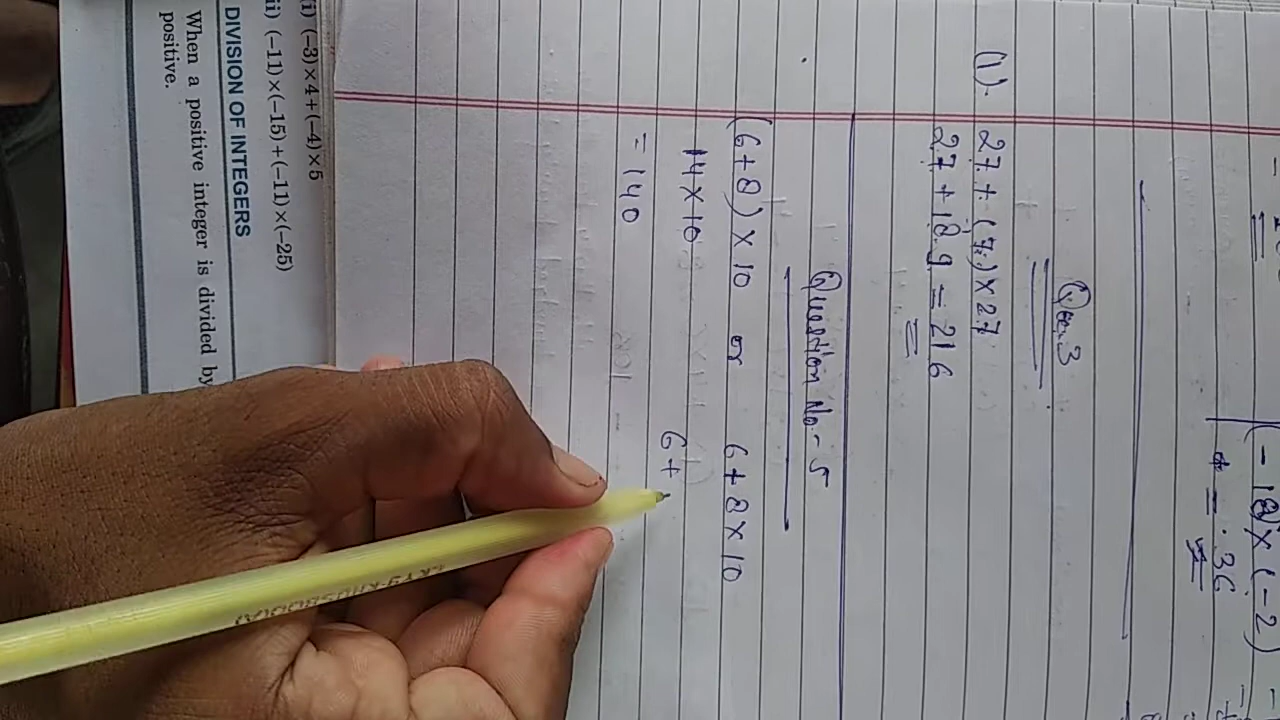 (-18)×(-2)
= 36
Que. 3
(1). 27 + (7) × 27
27 + 189 = 216
Question No.- 5
(6+8) × 10 or 6 + 8 × 10
14 × 10 6 +
= 140
(i) (–3)×4+(–4)×5
(–11)×(–15)+(–11)×(–25)
DIVISION OF INTEGERS
When a positive integer is divided by
positive.